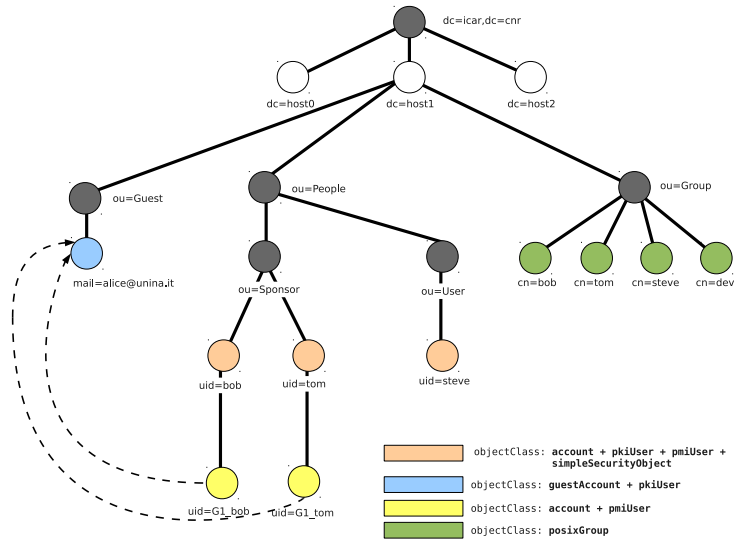 dc=icar,dc=cnr
dc=host0
dc=host1
dc=host2
ou=Guest
ou=People
ou=Group
mail=alice@unina.it
ou=Sponsor
ou=User
cn=bob
cn=tom
cn=steve
cn=dev
uid=bob
uid=tom
uid=steve
uid=G1_bob
uid=G1_tom
objectClass: account + pkiUser + pmiUser +
simpleSecurityObject
objectClass: guestAccount + pkiUser
objectClass: account + pmiUser
objectClass: posixGroup